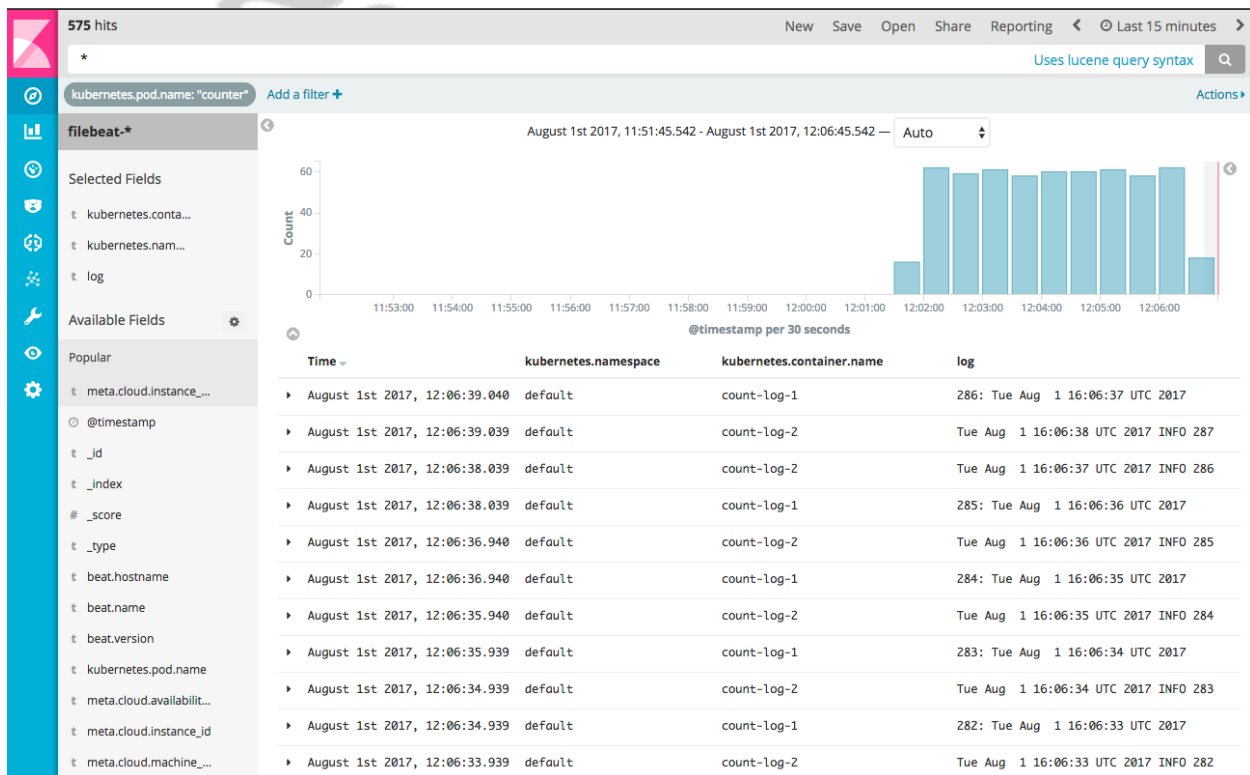 575 hits
New Save Open Share Reporting Last 15 minutes
* Uses lucene query syntax
kubernetes.pod.name: "counter" Add a filter + Actions
filebeat-*
August 1st 2017, 11:51:45.542 - August 1st 2017, 12:06:45.542 — Auto
Selected Fields
t kubernetes.conta...
t kubernetes.nam...
t log
Available Fields
Popular
t meta.cloud.instance_...
@timestamp
t _id
t _index
# _score
t _type
t beat.hostname
t beat.name
t beat.version
t kubernetes.pod.name
t meta.cloud.availabilit...
t meta.cloud.instance_id
t meta.cloud.machine_...
Count
60
40
20
0
11:53:00 11:54:00 11:55:00 11:56:00 11:57:00 11:58:00 11:59:00 12:00:00 12:01:00 12:02:00 12:03:00 12:04:00 12:05:00 12:06:00
@timestamp per 30 seconds
Time kubernetes.namespace kubernetes.container.name log
August 1st 2017, 12:06:39.040 default count-log-1 286: Tue Aug  1 16:06:37 UTC 2017
August 1st 2017, 12:06:39.039 default count-log-2 Tue Aug  1 16:06:38 UTC 2017 INFO 287
August 1st 2017, 12:06:38.039 default count-log-2 Tue Aug  1 16:06:37 UTC 2017 INFO 286
August 1st 2017, 12:06:38.039 default count-log-1 285: Tue Aug  1 16:06:36 UTC 2017
August 1st 2017, 12:06:36.940 default count-log-2 Tue Aug  1 16:06:36 UTC 2017 INFO 285
August 1st 2017, 12:06:36.940 default count-log-1 284: Tue Aug  1 16:06:35 UTC 2017
August 1st 2017, 12:06:35.940 default count-log-2 Tue Aug  1 16:06:35 UTC 2017 INFO 284
August 1st 2017, 12:06:35.939 default count-log-1 283: Tue Aug  1 16:06:34 UTC 2017
August 1st 2017, 12:06:34.939 default count-log-2 Tue Aug  1 16:06:34 UTC 2017 INFO 283
August 1st 2017, 12:06:34.939 default count-log-1 282: Tue Aug  1 16:06:33 UTC 2017
August 1st 2017, 12:06:33.939 default count-log-2 Tue Aug  1 16:06:33 UTC 2017 INFO 282